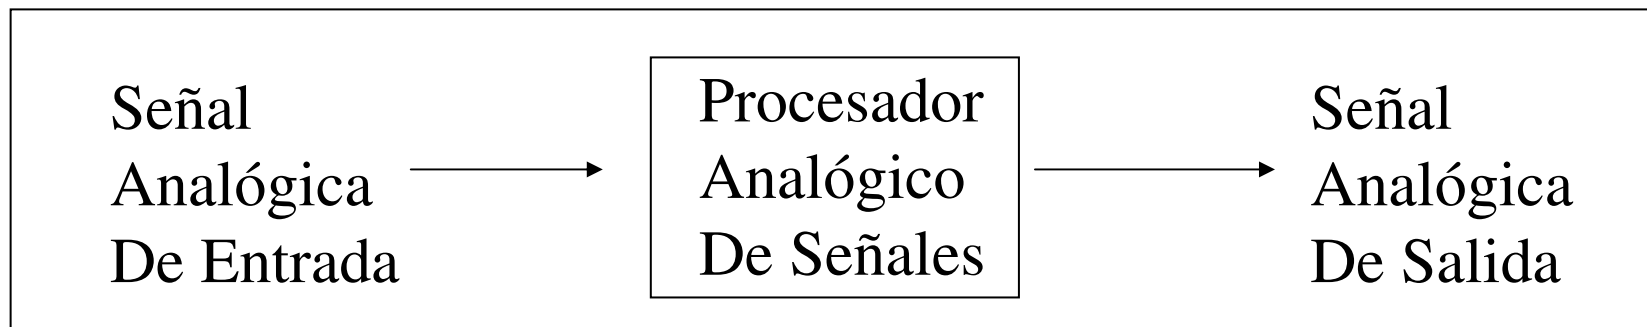 Señal
Analógica
De Entrada
Procesador
Analógico
De Señales
Señal
Analógica
De Salida